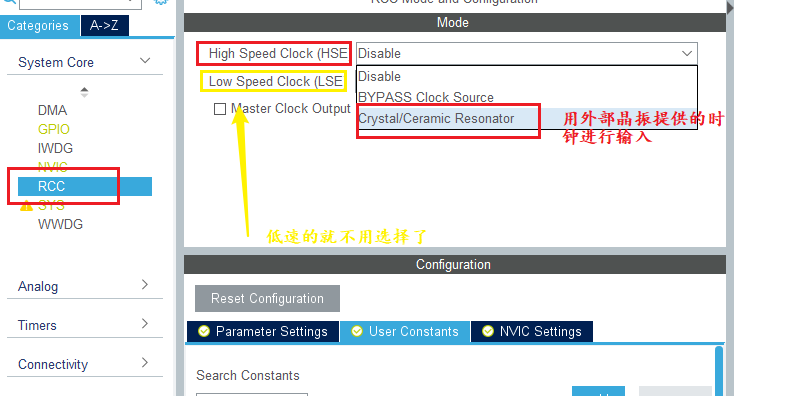 RCC Mode and Configuration
Categories
A->Z
System Core
DMA
GPIO
IWDG
NVIC
RCC
SYS
WWDG
Analog
Timers
Connectivity
Mode
High Speed Clock (HSE
Disable
Low Speed Clock (LSE
Disable
BYPASS Clock Source
Master Clock Output
Crystal/Ceramic Resonator
用外部晶振提供的时
钟进行输入
低速的就不用选择了
Configuration
Reset Configuration
Parameter Settings
User Constants
NVIC Settings
Search Constants